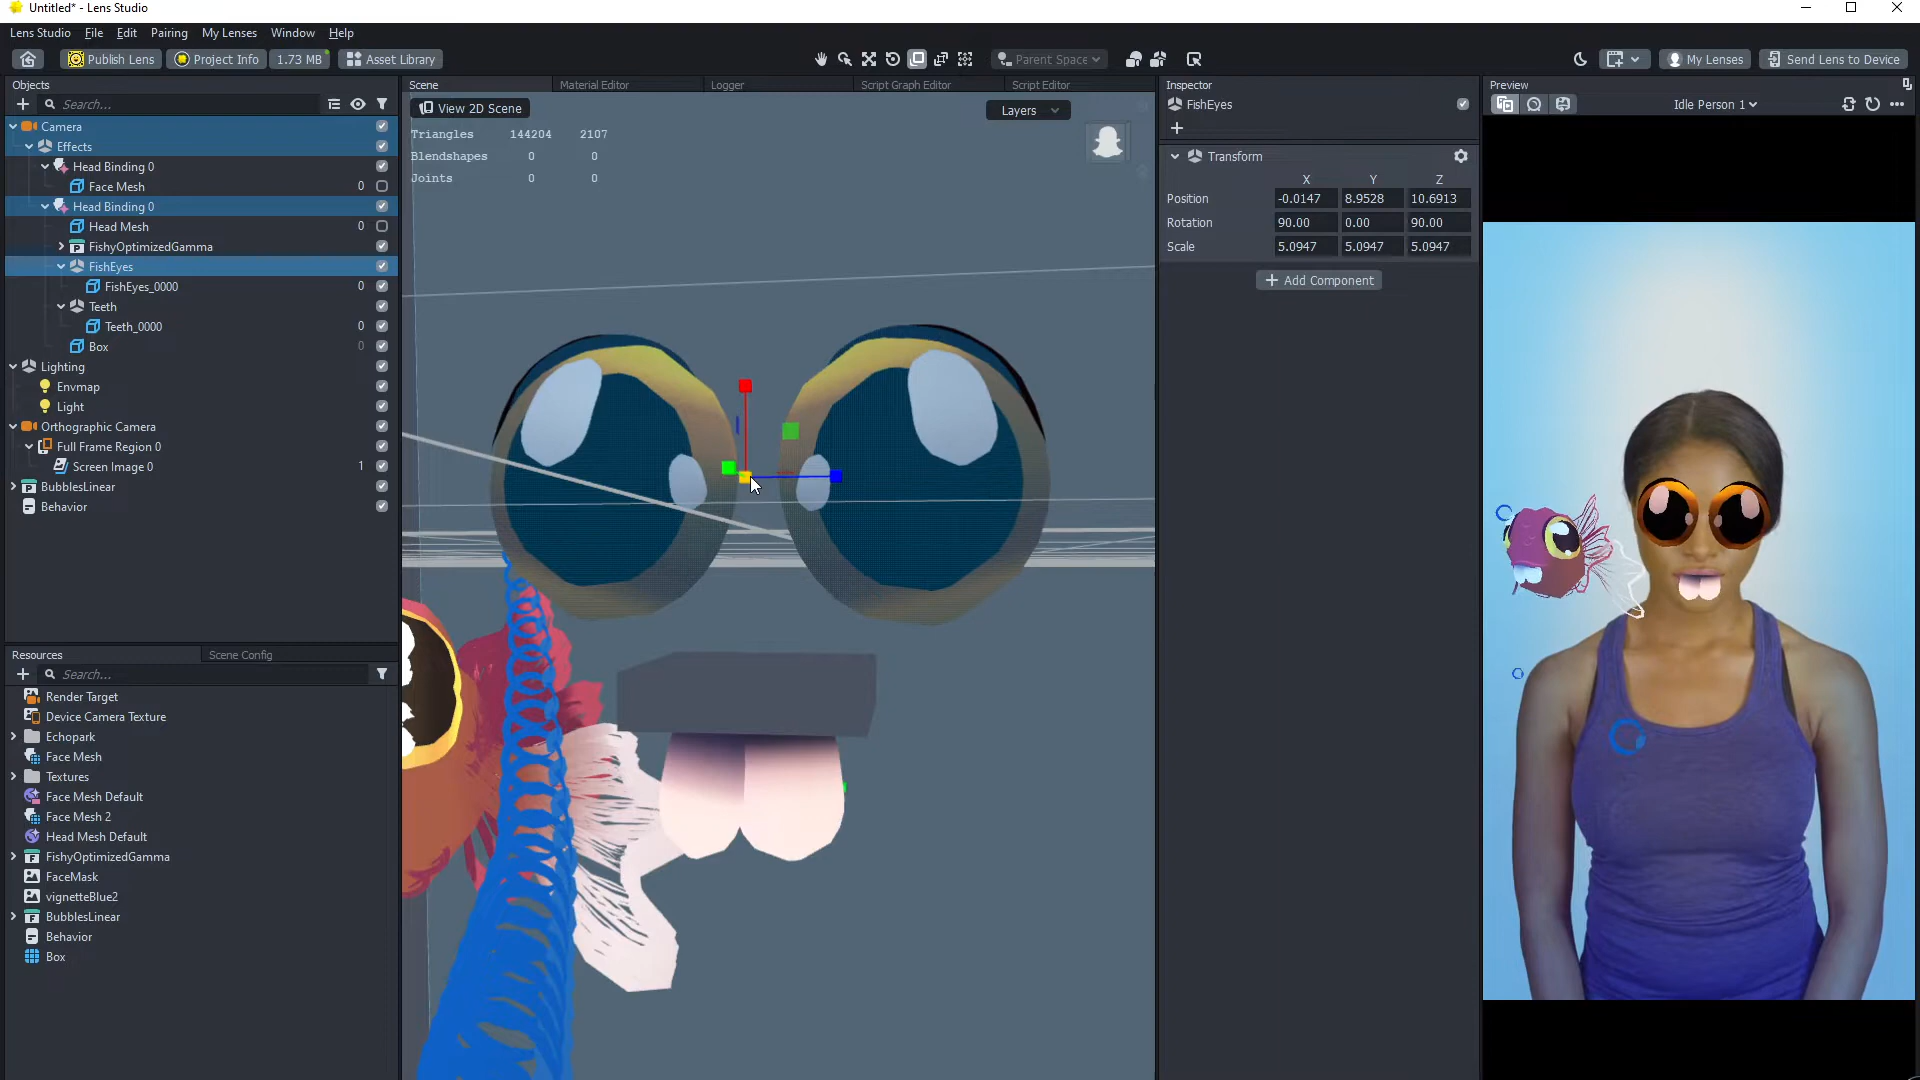 Untitled* - Lens Studio
Lens Studio File Edit Pairing My Lenses Window Help
Publish Lens Project Info 1.73 MB Asset Library Parent Space My Lenses Send Lens to Device
Objects
Search...
Camera
Effects
Head Binding 0
Face Mesh 0
Head Binding 0
Head Mesh 0
FishyOptimizedGamma
FishEyes
FishEyes_0000 0
Teeth
Teeth_0000 0
Box 0
Lighting
Envmap
Light
Orthographic Camera
Full Frame Region 0
Screen Image 0 1
BubblesLinear
Behavior
Resources Scene Config
Search...
Render Target
Device Camera Texture
Echopark
Face Mesh
Textures
Face Mesh Default
Face Mesh 2
Head Mesh Default
FishyOptimizedGamma
FaceMask
vignetteBlue2
BubblesLinear
Behavior
Box
Scene Material Editor Logger Script Graph Editor Script Editor
View 2D Scene Layers
Triangles 144204 2107
Blendshapes 0 0
Joints 0 0
Inspector
FishEyes
Transform
X Y Z
Position -0.0147 8.9528 10.6913
Rotation 90.00 0.00 90.00
Scale 5.0947 5.0947 5.0947
Add Component
Preview
Idle Person 1